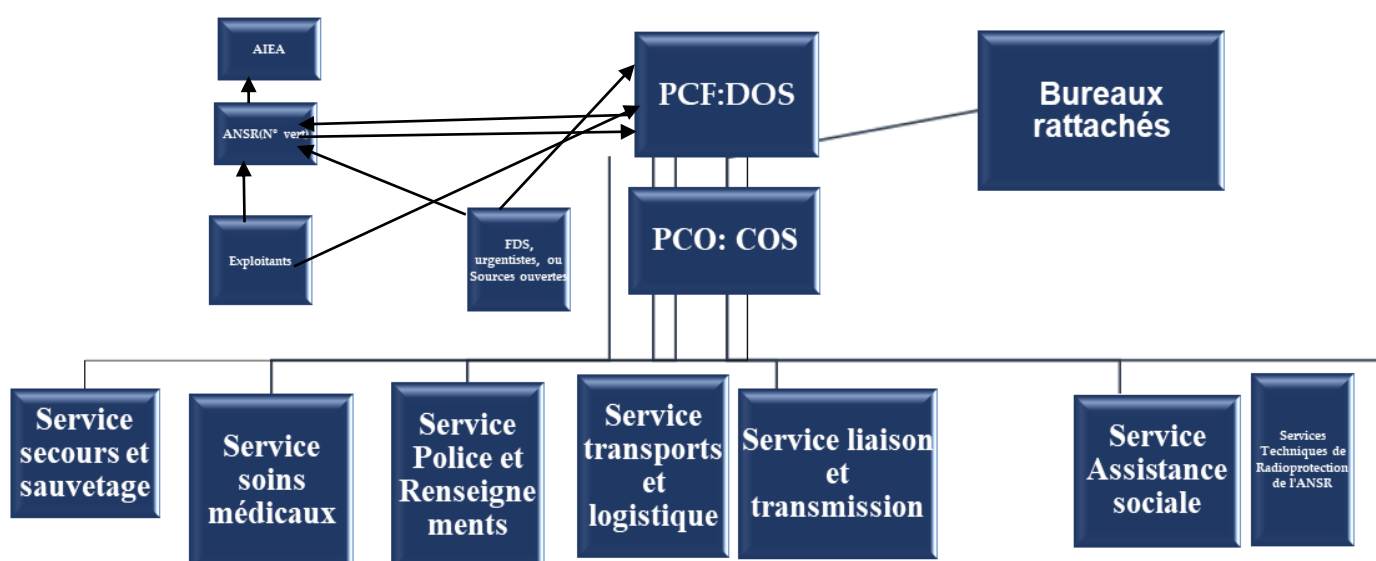 AIEA
PCF:DOS
Bureaux
rattachés
ANSR(N° vert)
Exploitants
FDS,
urgentistes, ou
Sources ouvertes
PCO: COS
Service
secours et
sauvetage
Service
soins
médicaux
Service
Police et
Renseigne
ments
Service
transports
et
logistique
Service liaison
et
transmission
Service
Assistance
sociale
Services
Techniques de
Radioprotection
de l'ANSR